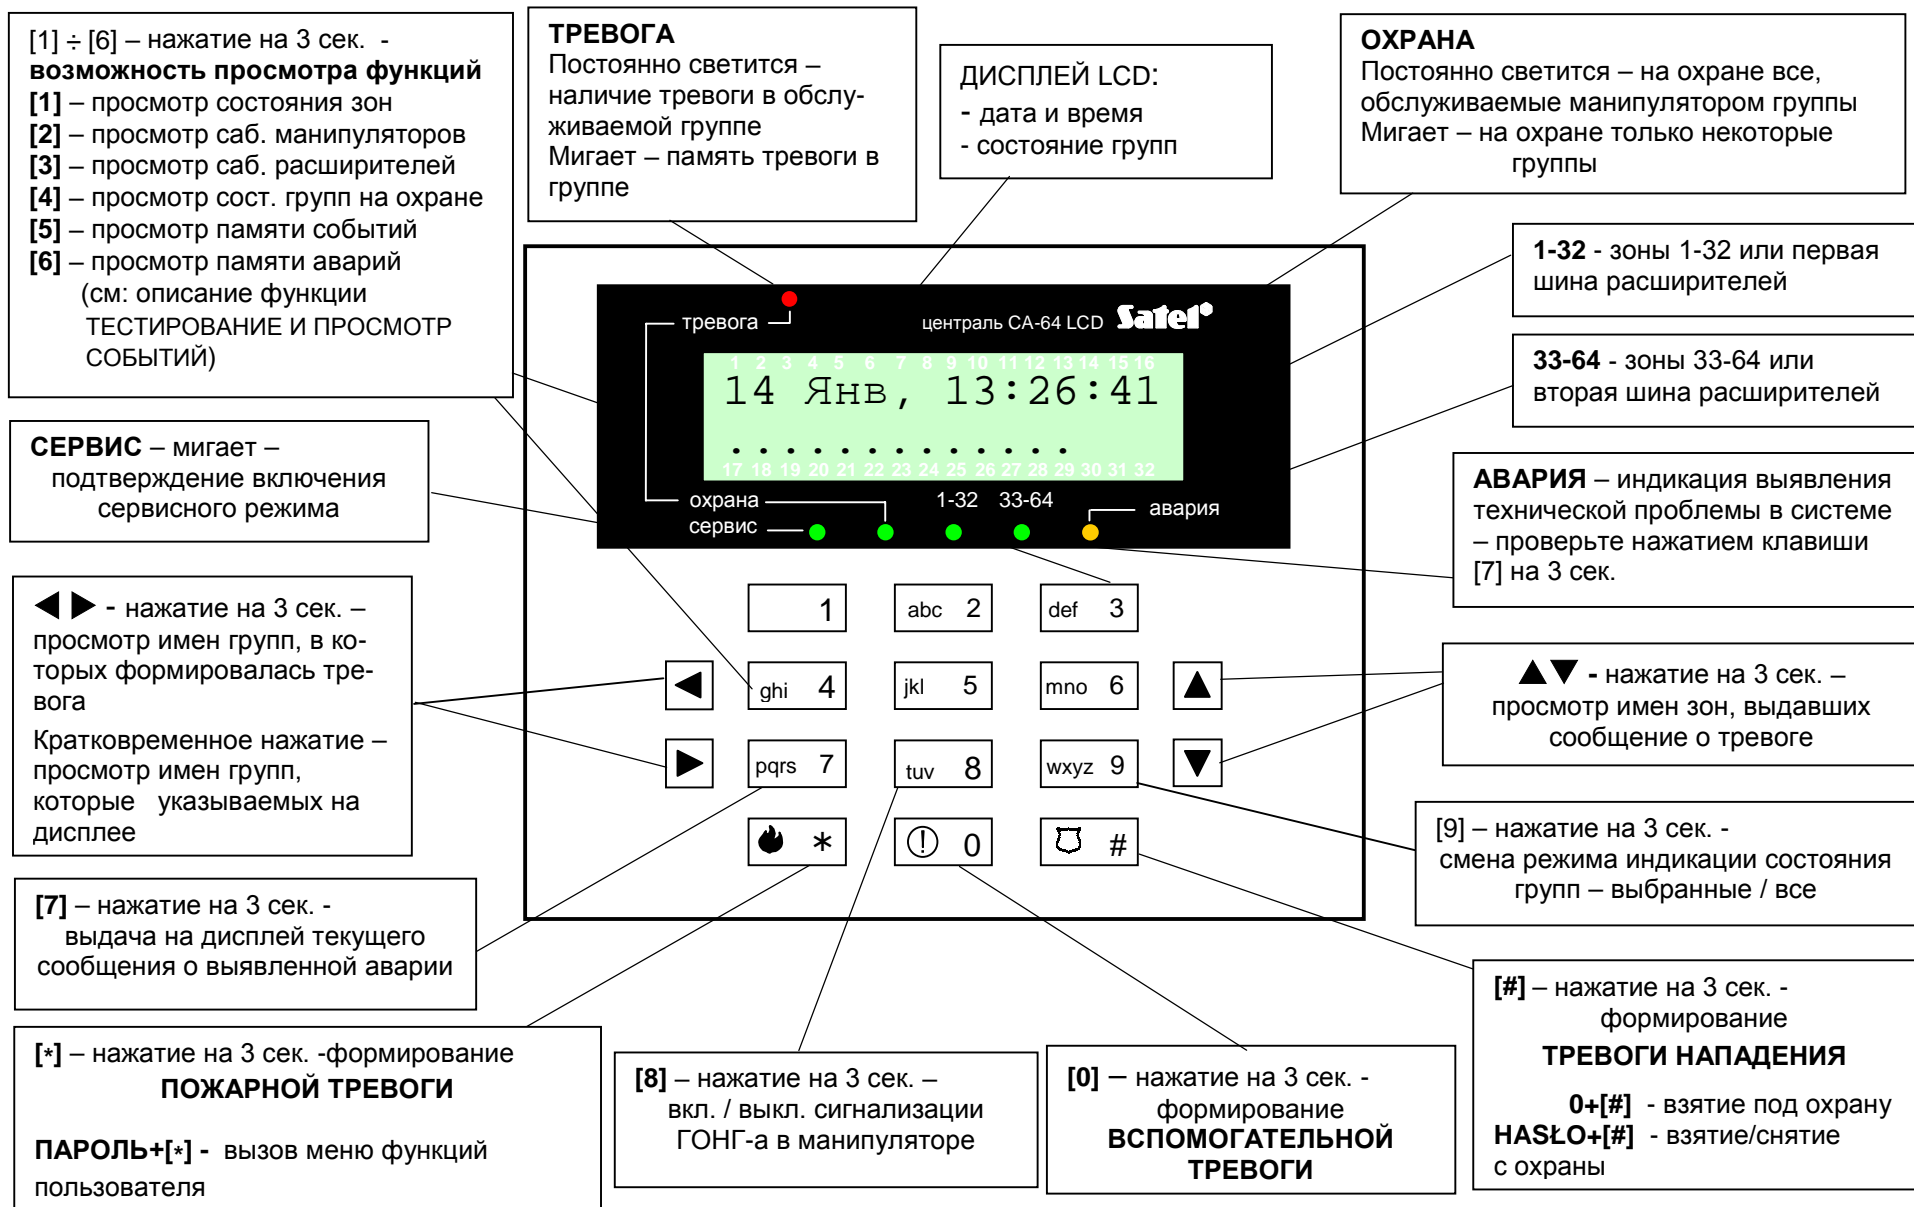 [1] ÷ [6] – нажатие на 3 сек. -
возможность просмотра функций
[1] – просмотр состояния зон
[2] – просмотр саб. манипуляторов
[3] – просмотр саб. расширителей
[4] – просмотр сост. групп на охране
[5] – просмотр памяти событий
[6] – просмотр памяти аварий
(см: описание функции
ТЕСТИРОВАНИЕ И ПРОСМОТР
СОБЫТИЙ)
ТРЕВОГА
Постоянно светится –
наличие тревоги в обслу-
живаемой группе
Мигает – память тревоги в
группе
ДИСПЛЕЙ LCD:
- дата и время
- состояние групп
ОХРАНА
Постоянно светится – на охране все,
обслуживаемые манипулятором группы
Мигает – на охране только некоторые
группы
1-32 - зоны 1-32 или первая
шина расширителей
33-64 - зоны 33-64 или
вторая шина расширителей
тревога
централь CA-64 LCD Satel
1 2 3 4 5 6 7 8 9 10 11 12 13 14 15 16
14 Янв, 13:26:41
. . . . . . . . . . . . .
17 18 19 20 21 22 23 24 25 26 27 28 29 30 31 32
охрана 1-32 33-64 авария
сервис
СЕРВИС – мигает –
подтверждение включения
сервисного режима
АВАРИЯ – индикация выявления
технической проблемы в системе
– проверьте нажатием клавиши
[7] на 3 сек.
◀ ▶ - нажатие на 3 сек. –
просмотр имен групп, в ко-
торых формировалась тре-
вога
Кратковременное нажатие –
просмотр имен групп,
которые указываемых на
дисплее
1 abc 2 def 3
◀ ghi 4 jkl 5 mno 6 ▲
▶ pqrs 7 tuv 8 wxyz 9 ▼
* 0 #
▲▼ - нажатие на 3 сек. –
просмотр имен зон, выдавших
сообщение о тревоге
[9] – нажатие на 3 сек. -
смена режима индикации состояния
групп – выбранные / все
[7] – нажатие на 3 сек. -
выдача на дисплей текущего
сообщения о выявленной аварии
[*] – нажатие на 3 сек. -формирование
ПОЖАРНОЙ ТРЕВОГИ
ПАРОЛЬ+[*] - вызов меню функций
пользователя
[8] – нажатие на 3 сек. –
вкл. / выкл. сигнализации
ГОНГ-а в манипуляторе
[0] – нажатие на 3 сек. -
формирование
ВСПОМОГАТЕЛЬНОЙ
ТРЕВОГИ
[#] – нажатие на 3 сек. -
формирование
ТРЕВОГИ НАПАДЕНИЯ
0+[#] - взятие под охрану
HASŁO+[#] - взятие/снятие
с охраны